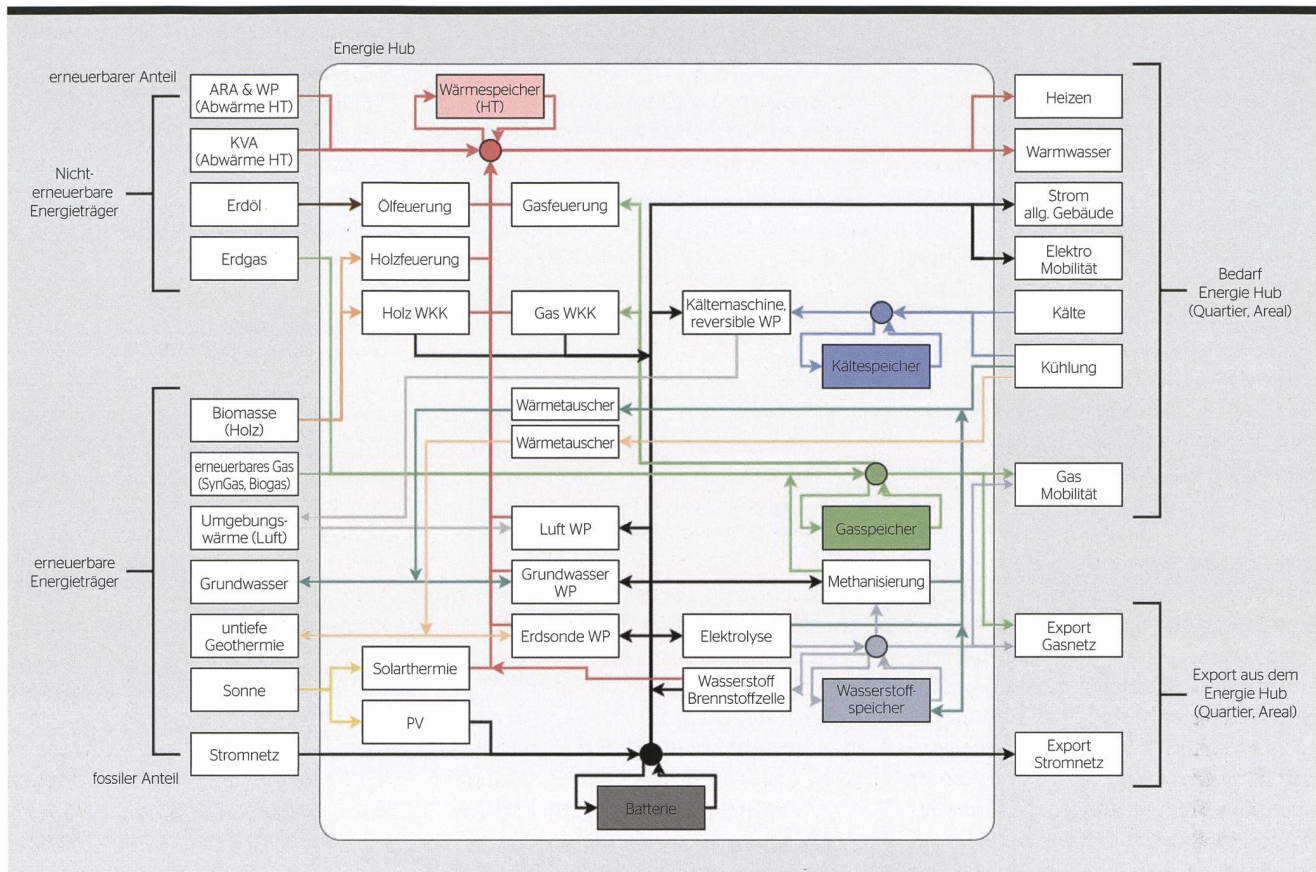 Energie Hub
erneuerbarer Anteil
ARA & WP
(Abwärme HT)
KVA
(Abwärme HT)
Nicht-
erneuerbare
Energieträger
Erdöl
Erdgas
Biomasse
(Holz)
erneuerbares Gas
(SynGas, Biogas)
Umgebungs-
wärme (Luft)
erneuerbare
Energieträger
Grundwasser
untiefe
Geothermie
Sonne
Stromnetz
fossiler Anteil
Wärmespeicher
(HT)
Ölfeuerung
Gasfeuerung
Holzfeuerung
Holz WKK
Gas WKK
Kältemaschine,
reversible WP
Kältespeicher
Wärmetauscher
Wärmetauscher
Gasspeicher
Luft WP
Grundwasser
WP
Methanisierung
Erdsonde WP
Elektrolyse
Solarthermie
Wasserstoff
Brennstoffzelle
Wasserstoff-
speicher
PV
Batterie
Heizen
Warmwasser
Strom
allg. Gebäude
Elektro
Mobilität
Kälte
Kühlung
Gas
Mobilität
Bedarf
Energie Hub
(Quartier, Areal)
Export
Gasnetz
Export
Stromnetz
Export aus dem
Energie Hub
(Quartier, Areal)